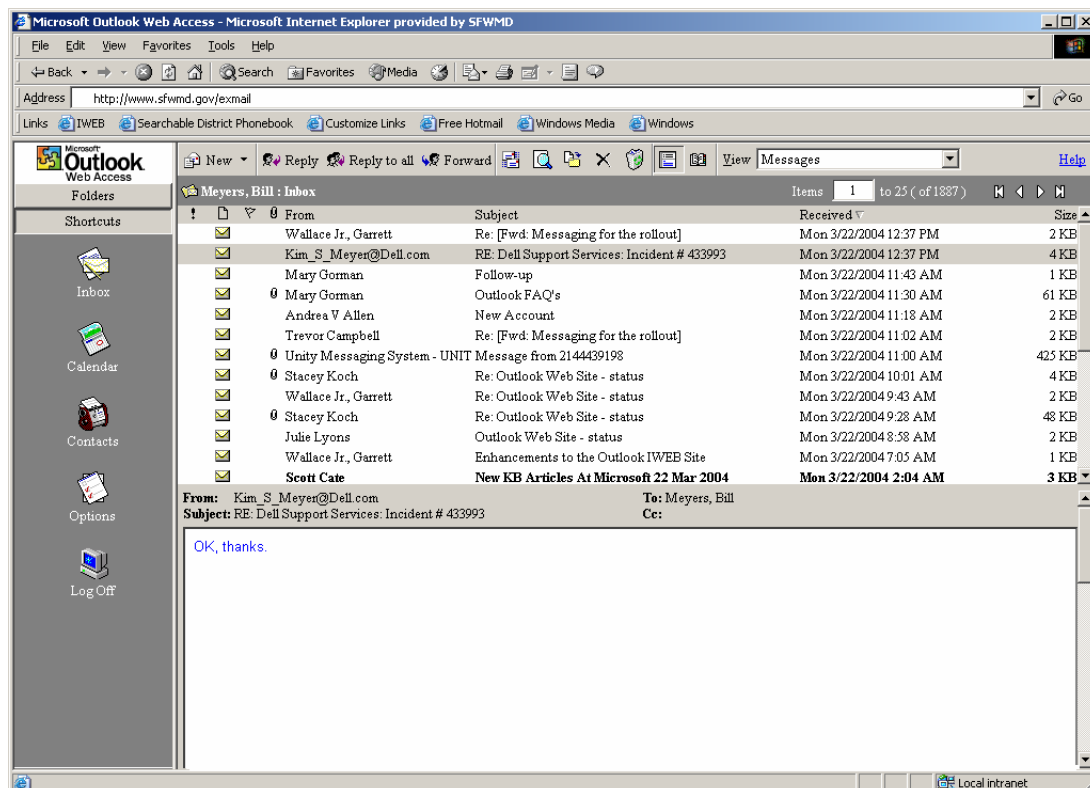 Microsoft Outlook Web Access - Microsoft Internet Explorer provided by SFWMD
File Edit View Favorites Tools Help
Back Search Favorites Media
Address http://www.sfwmd.gov/exmail Go
Links IWEB Searchable District Phonebook Customize Links Free Hotmail Windows Media Windows
Microsoft Outlook Web Access
New Reply Reply to all Forward View Messages Help
Folders
Meyers, Bill : Inbox Items 1 to 25 ( of 1887 )
Shortcuts
! From Subject Received Size
Wallace Jr., Garrett Re: [Fwd: Messaging for the rollout] Mon 3/22/2004 12:37 PM 2 KB
Kim_S_Meyer@Dell.com RE: Dell Support Services: Incident # 433993 Mon 3/22/2004 12:37 PM 4 KB
Mary Gorman Follow-up Mon 3/22/2004 11:43 AM 1 KB
Mary Gorman Outlook FAQ's Mon 3/22/2004 11:30 AM 61 KB
Andrea V Allen New Account Mon 3/22/2004 11:18 AM 2 KB
Trevor Campbell Re: [Fwd: Messaging for the rollout] Mon 3/22/2004 11:02 AM 2 KB
Unity Messaging System - UNIT Message from 2144439198 Mon 3/22/2004 11:00 AM 425 KB
Stacey Koch Re: Outlook Web Site - status Mon 3/22/2004 10:01 AM 4 KB
Wallace Jr., Garrett Re: Outlook Web Site - status Mon 3/22/2004 9:43 AM 2 KB
Stacey Koch Re: Outlook Web Site - status Mon 3/22/2004 9:28 AM 48 KB
Julie Lyons Outlook Web Site - status Mon 3/22/2004 8:58 AM 2 KB
Wallace Jr., Garrett Enhancements to the Outlook IWEB Site Mon 3/22/2004 7:05 AM 1 KB
Scott Cate New KB Articles At Microsoft 22 Mar 2004 Mon 3/22/2004 2:04 AM 3 KB
Inbox
Calendar
Contacts
Options
Log Off
From: Kim_S_Meyer@Dell.com To: Meyers, Bill
Subject: RE: Dell Support Services: Incident # 433993 Cc:
OK, thanks.
Local intranet